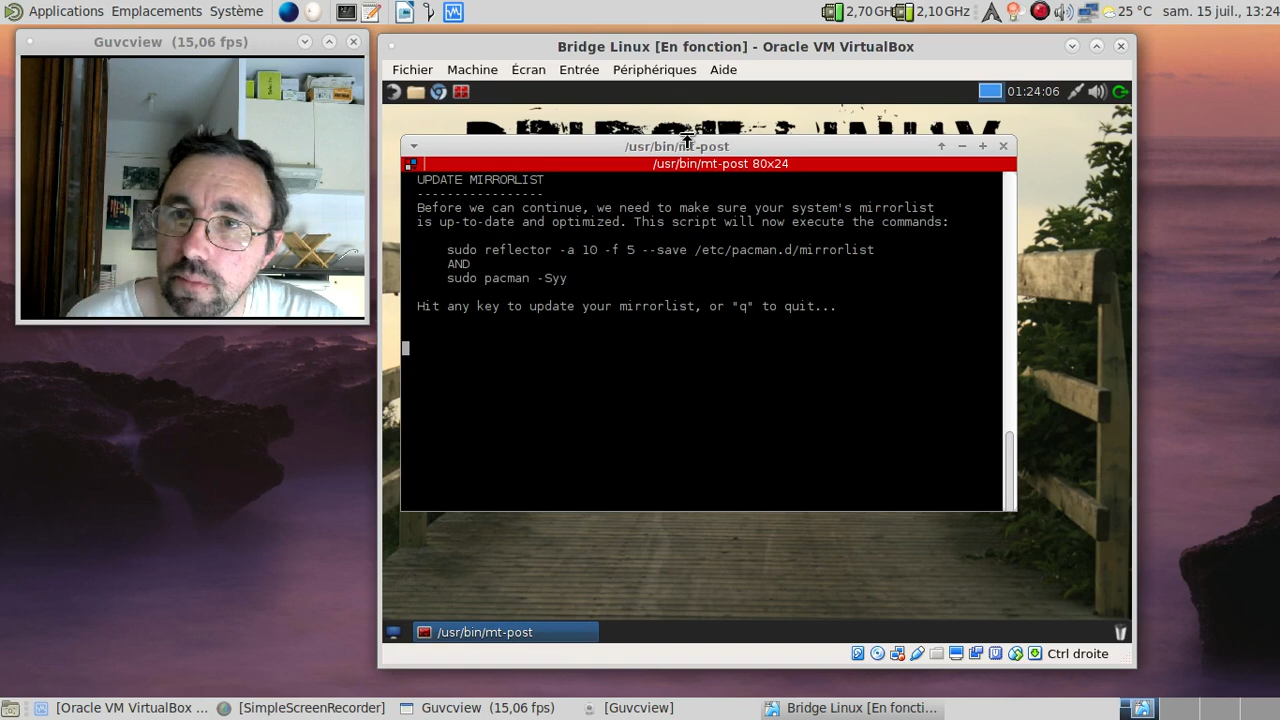 Applications Emplacements Système
2,70 GH 2,10 GHz 25 °C sam. 15 juil., 13:24
Guvcview (15,06 fps)
Bridge Linux [En fonction] - Oracle VM VirtualBox
Fichier Machine Écran Entrée Périphériques Aide
01:24:06
/usr/bin/mt-post
/usr/bin/mt-post 80x24
UPDATE MIRRORLIST
-----------------
Before we can continue, we need to make sure your system's mirrorlist
is up-to-date and optimized. This script will now execute the commands:
sudo reflector -a 10 -f 5 --save /etc/pacman.d/mirrorlist
AND
sudo pacman -Syy
Hit any key to update your mirrorlist, or "q" to quit...
/usr/bin/mt-post
Ctrl droite
[Oracle VM VirtualBox ... [SimpleScreenRecorder] Guvcview (15,06 fps) [Guvcview] Bridge Linux [En foncti...